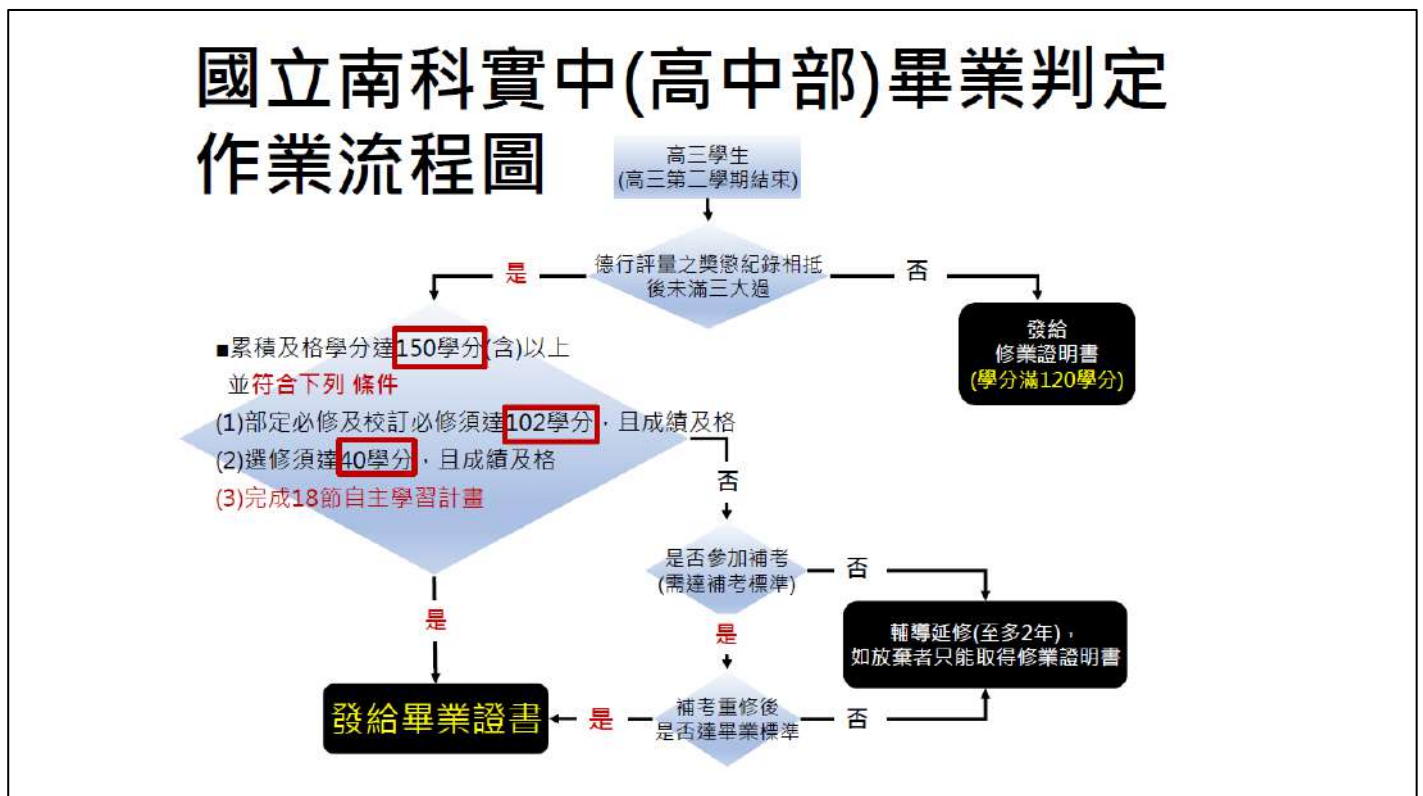 國立南科實中(高中部)畢業判定
作業流程圖
高三學生
(高三第二學期結束)
德行評量之獎懲紀錄相抵
後未滿三大過
是
否
發給
修業證明書
(學分滿120學分)
■累積及格學分達150學分(含)以上
並符合下列 條件
(1)部定必修及校訂必修須達102學分，且成績及格
(2)選修須達40學分，且成績及格
(3)完成18節自主學習計畫
否
是否參加補考
(需達補考標準)
否
是
是
輔導延修(至多2年)，
如放棄者只能取得修業證明書
發給畢業證書
是
補考重修後
是否達畢業標準
否